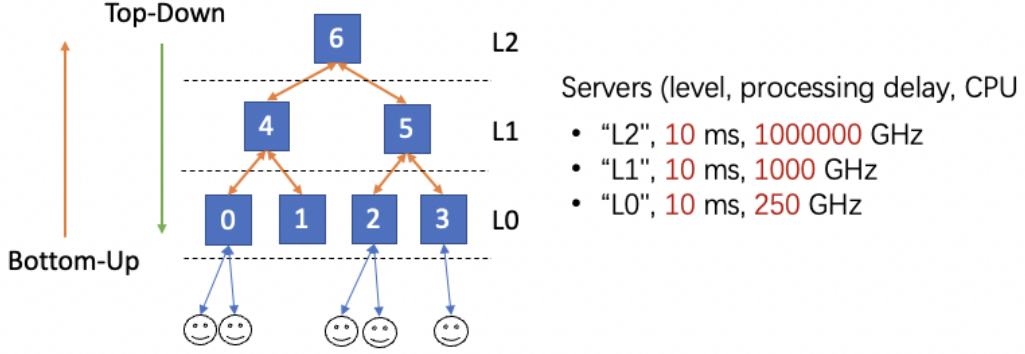 Top-Down
6
L2
Servers (level, processing delay, CPU
4
5
L1
• “L2", 10 ms, 1000000 GHz
• “L1", 10 ms, 1000 GHz
• “L0", 10 ms, 250 GHz
0
1
2
3
L0
Bottom-Up